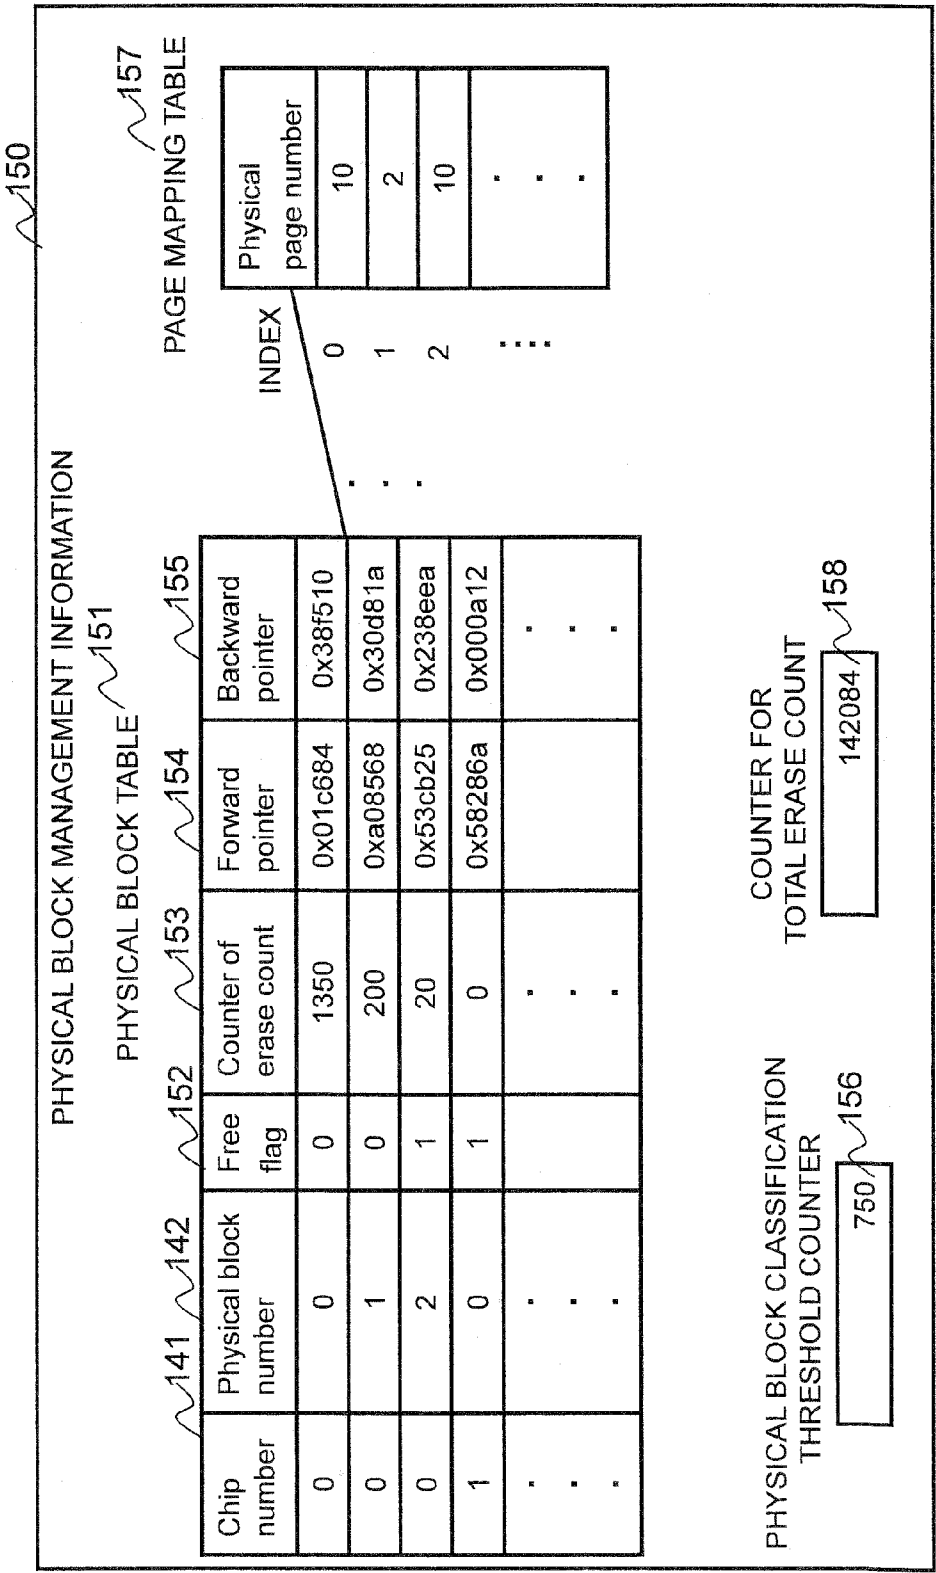 150
PHYSICAL BLOCK MANAGEMENT INFORMATION
PHYSICAL BLOCK TABLE 151
141 142 152 153 154 155
Chip number Physical block number Free flag Counter of erase count Forward pointer Backward pointer
0 0 0 1350 0x01c684 0x38f510
0 1 0 200 0xa08568 0x30d81a
0 2 1 20 0x53cb25 0x238eea
1 0 1 0 0x58286a 0x000a12
157
PAGE MAPPING TABLE
INDEX Physical page number
0 10
1 2
2 10
PHYSICAL BLOCK CLASSIFICATION
THRESHOLD COUNTER
750 156
COUNTER FOR
TOTAL ERASE COUNT
142084 158